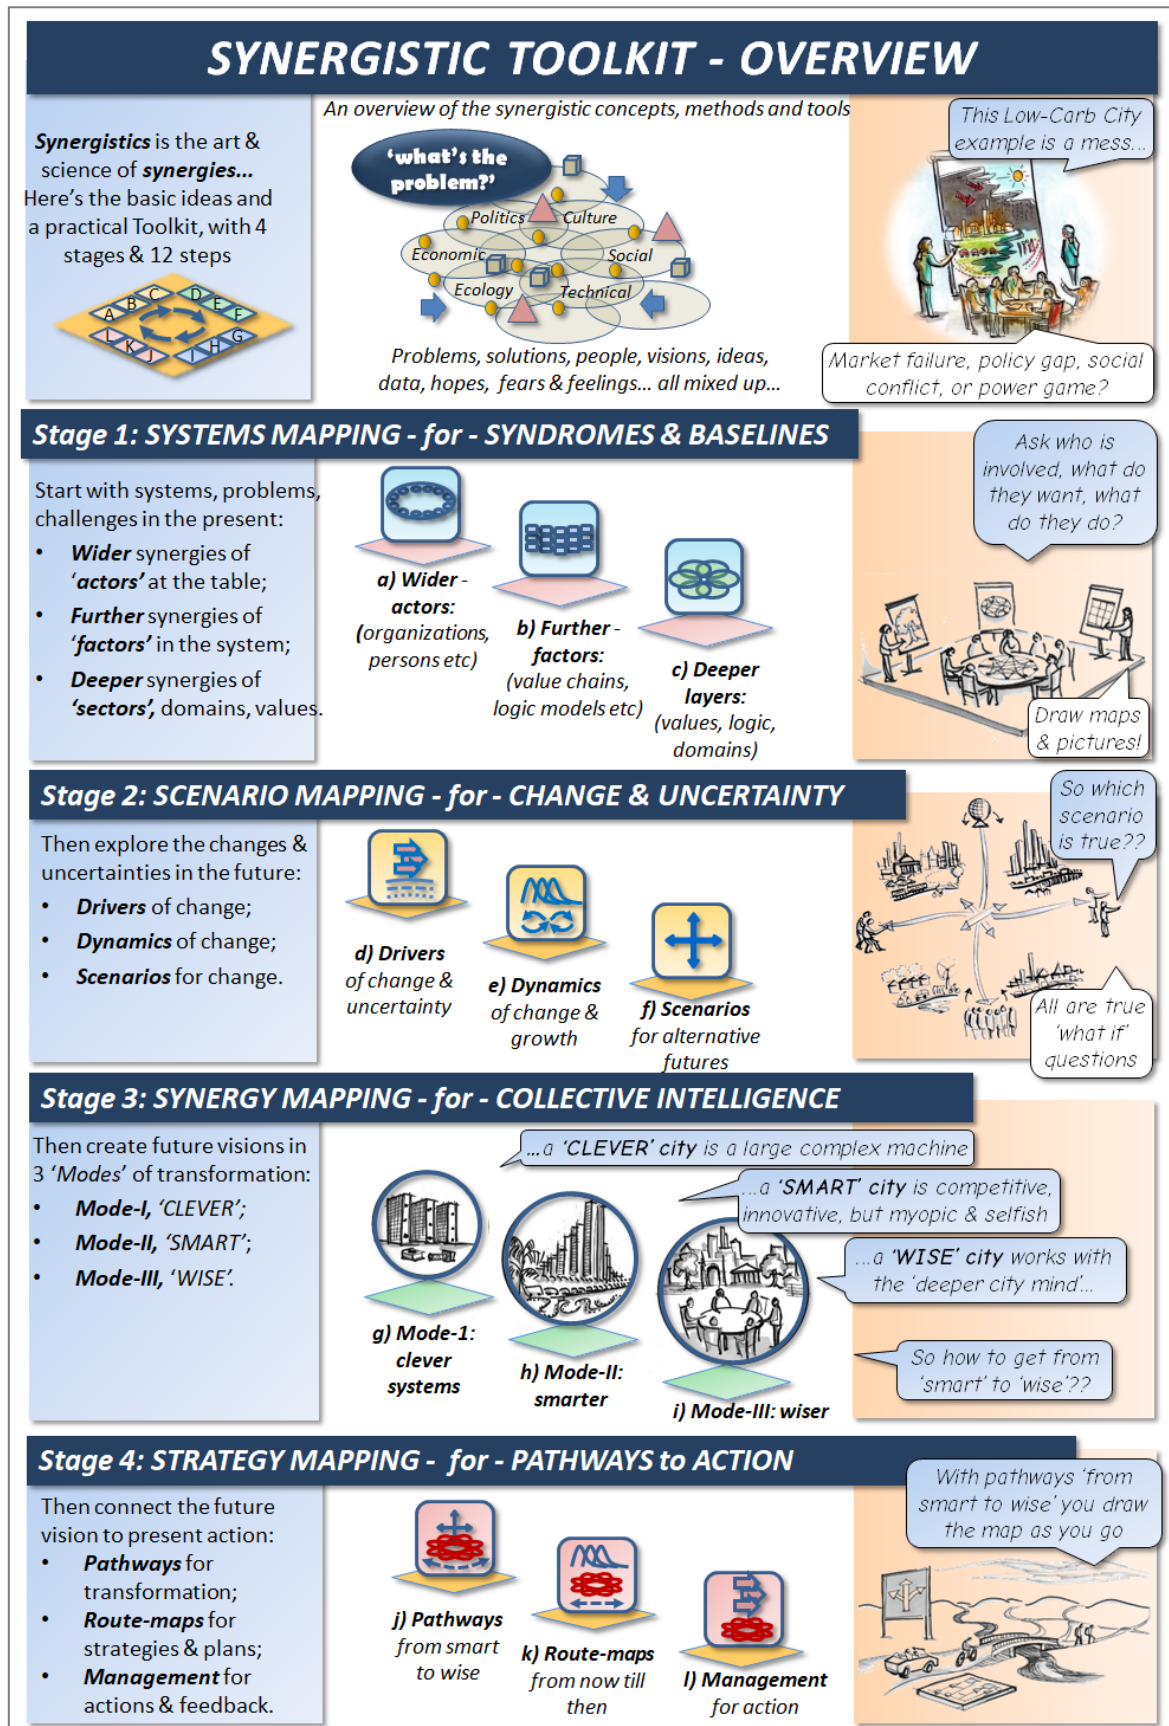 SYNERGISTIC TOOLKIT - OVERVIEW
Synergistics is the art &
science of synergies...
Here's the basic ideas and
a practical Toolkit, with 4
stages & 12 steps
A
B
C
D
E
F
G
H
I
J
K
L
An overview of the synergistic concepts, methods and tools
'what's the
problem?'
Politics
Culture
Economic
Social
Ecology
Technical
Problems, solutions, people, visions, ideas,
data, hopes, fears & feelings... all mixed up...
This Low-Carb City
example is a mess...
Market failure, policy gap, social
conflict, or power game?
Stage 1: SYSTEMS MAPPING - for - SYNDROMES & BASELINES
Start with systems, problems,
challenges in the present:
• Wider synergies of
'actors' at the table;
• Further synergies of
'factors' in the system;
• Deeper synergies of
'sectors', domains, values.
a) Wider -
actors:
(organizations,
persons etc)
b) Further -
factors:
(value chains,
logic models etc)
c) Deeper
layers:
(values, logic,
domains)
Ask who is
involved, what do
they want, what
do they do?
Draw maps
& pictures!
Stage 2: SCENARIO MAPPING - for - CHANGE & UNCERTAINTY
Then explore the changes &
uncertainties in the future:
• Drivers of change;
• Dynamics of change;
• Scenarios for change.
d) Drivers
of change &
uncertainty
e) Dynamics
of change &
growth
f) Scenarios
for alternative
futures
So which
scenario
is true??
All are true
'what if'
questions
Stage 3: SYNERGY MAPPING - for - COLLECTIVE INTELLIGENCE
Then create future visions in
3 'Modes' of transformation:
• Mode-I, 'CLEVER';
• Mode-II, 'SMART';
• Mode-III, 'WISE'.
...a 'CLEVER' city is a large complex machine
...a 'SMART' city is competitive,
innovative, but myopic & selfish
...a 'WISE' city works with
the 'deeper city mind'...
g) Mode-1:
clever
systems
h) Mode-II:
smarter
i) Mode-III: wiser
So how to get from
'smart' to 'wise'??
Stage 4: STRATEGY MAPPING - for - PATHWAYS to ACTION
Then connect the future
vision to present action:
• Pathways for
transformation;
• Route-maps for
strategies & plans;
• Management for
actions & feedback.
j) Pathways
from smart
to wise
k) Route-maps
from now till
then
l) Management
for action
With pathways 'from
smart to wise' you draw
the map as you go